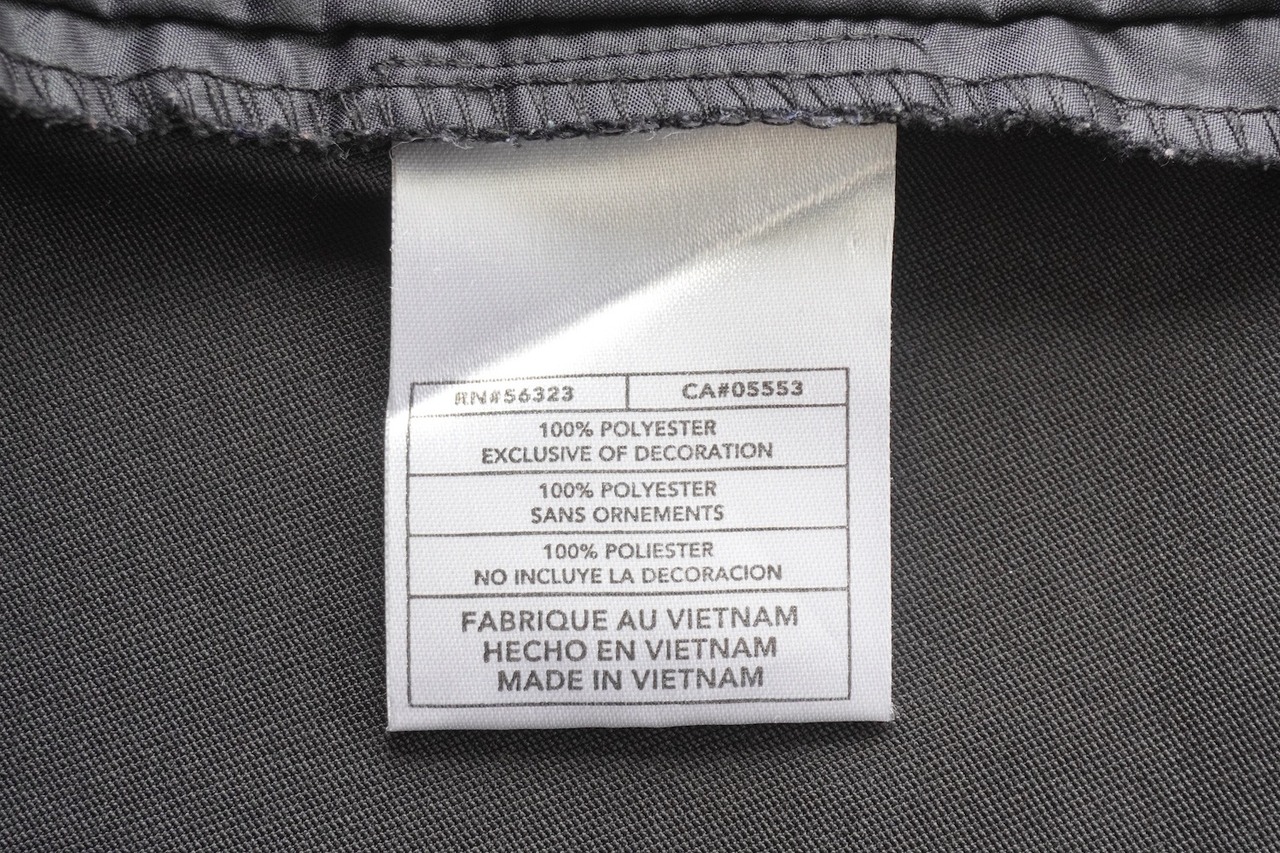 RN#56323 CA#05553
100% POLYESTER
EXCLUSIVE OF DECORATION
100% POLYESTER
SANS ORNEMENTS
100% POLIESTER
NO INCLUYE LA DECORACION
FABRIQUE AU VIETNAM
HECHO EN VIETNAM
MADE IN VIETNAM